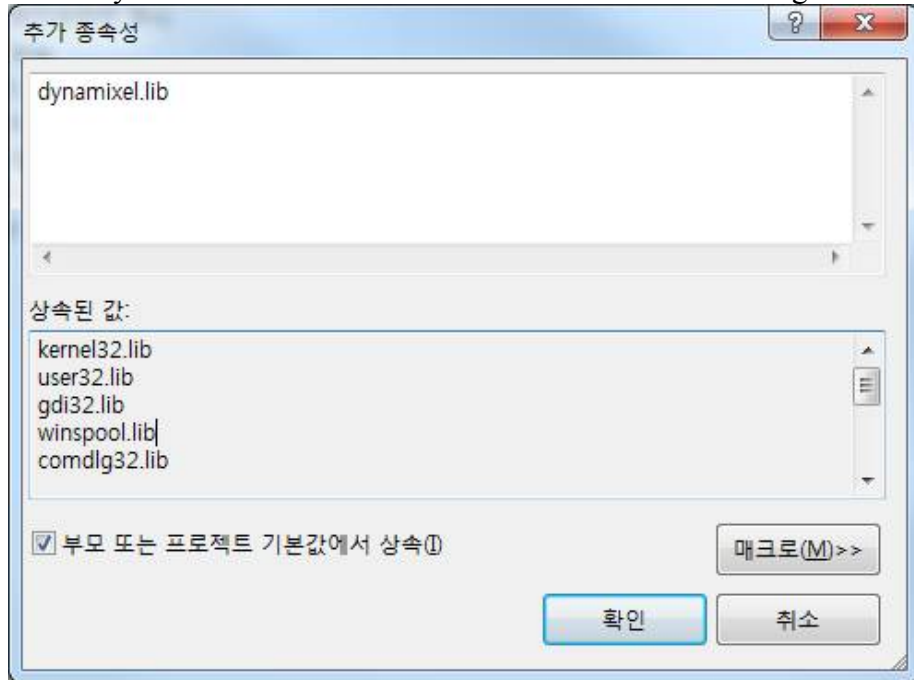 추가 종속성
dynamixel.lib
상속된 값:
kernel32.lib
user32.lib
gdi32.lib
winspool.lib
comdlg32.lib
부모 또는 프로젝트 기본값에서 상속(I)
매크로(M)>>
확인
취소